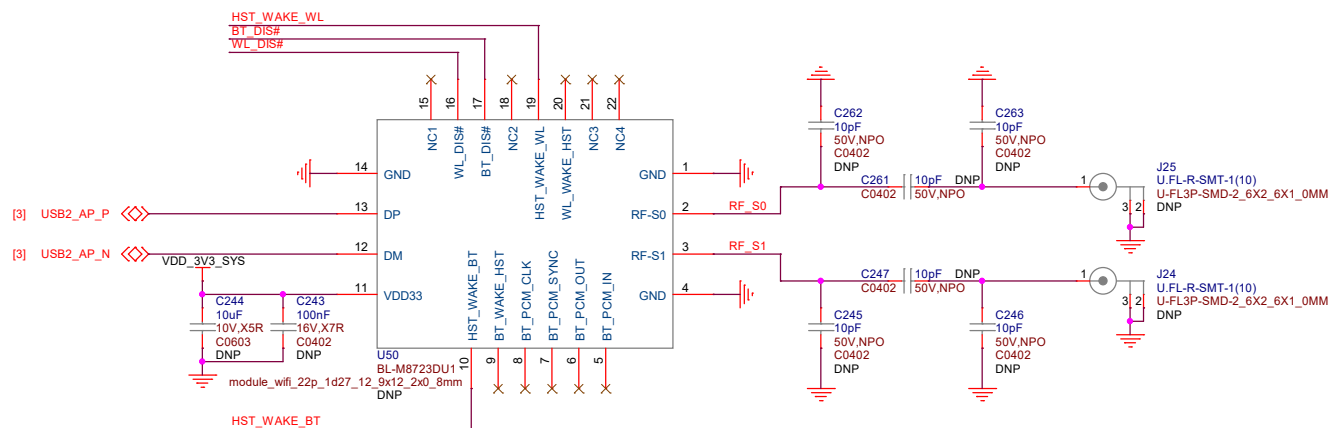 HST_WAKE_WL
BT_DIS#
WL_DIS#
15
16
17
18
19
20
21
22
NC1
WL_DIS#
BT_DIS#
NC2
HST_WAKE_WL
WL_WAKE_HST
NC3
NC4
14
GND
[3] USB2_AP_P
13
DP
[3] USB2_AP_N
12
DM
VDD_3V3_SYS
11
VDD33
C244
10uF
10V,X5R
C0603
DNP
C243
100nF
16V,X7R
C0402
DNP
HST_WAKE_BT
BT_WAKE_HST
BT_PCM_CLK
BT_PCM_SYNC
BT_PCM_OUT
BT_PCM_IN
10
9
8
7
6
5
U50
BL-M8723DU1
module_wifi_22p_1d27_12_9x12_2x0_8mm
DNP
HST_WAKE_BT
GND
1
RF-S0
2
RF_S0
RF-S1
3
RF_S1
GND
4
C262
10pF
50V,NPO
C0402
DNP
C263
10pF
50V,NPO
C0402
DNP
C261
10pF
DNP
C0402
50V,NPO
1
J25
U.FL-R-SMT-1(10)
U-FL3P-SMD-2_6X2_6X1_0MM
DNP
3
2
C247
10pF
DNP
C0402
50V,NPO
1
J24
U.FL-R-SMT-1(10)
U-FL3P-SMD-2_6X2_6X1_0MM
DNP
3
2
C245
10pF
50V,NPO
C0402
DNP
C246
10pF
50V,NPO
C0402
DNP